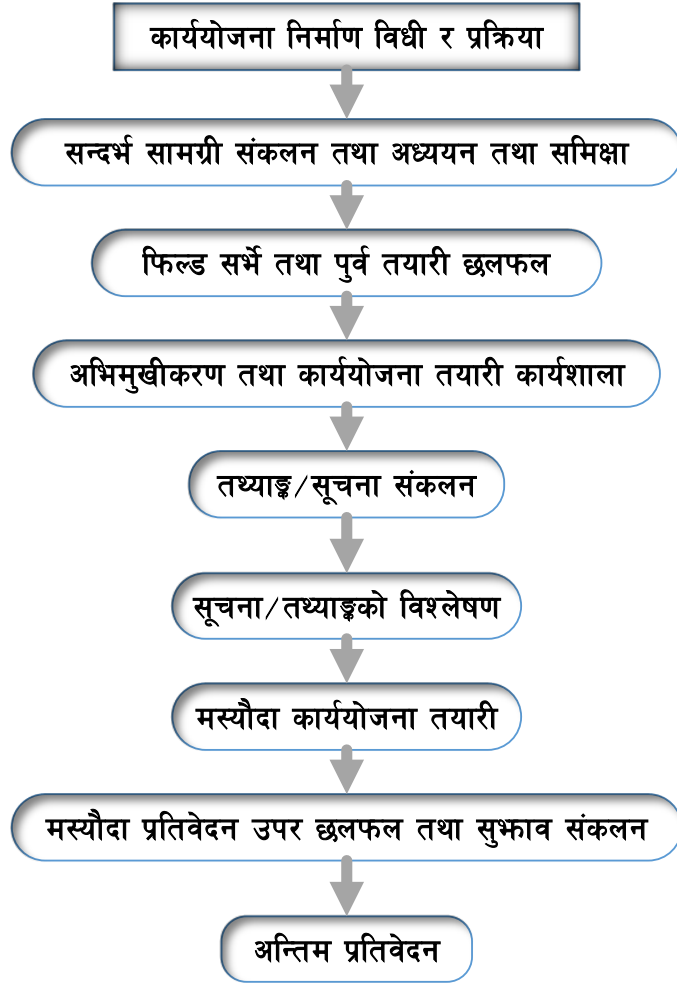 कार्ययोजना निर्माण विधी र प्रक्रिया
सन्दर्भ सामग्री संकलन तथा अध्ययन तथा समिक्षा
फिल्ड सर्भे तथा पुर्व तयारी छलफल
अभिमुखीकरण तथा कार्ययोजना तयारी कार्यशाला
तथ्याङ्क/सूचना संकलन
सूचना/तथ्याङ्कको विश्लेषण
मस्यौदा कार्ययोजना तयारी
मस्यौदा प्रतिवेदन उपर छलफल तथा सुझाव संकलन
अन्तिम प्रतिवेदन